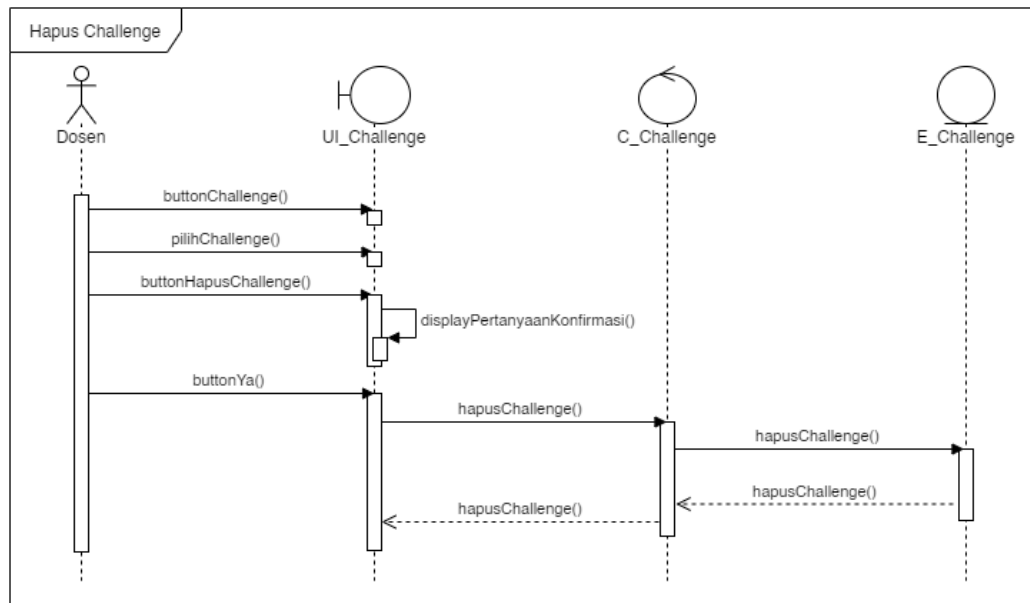 Hapus Challenge
Dosen
UI_Challenge
C_Challenge
E_Challenge
buttonChallenge()
pilihChallenge()
buttonHapusChallenge()
displayPertanyaanKonfirmasi()
buttonYa()
hapusChallenge()
hapusChallenge()
hapusChallenge()
hapusChallenge()